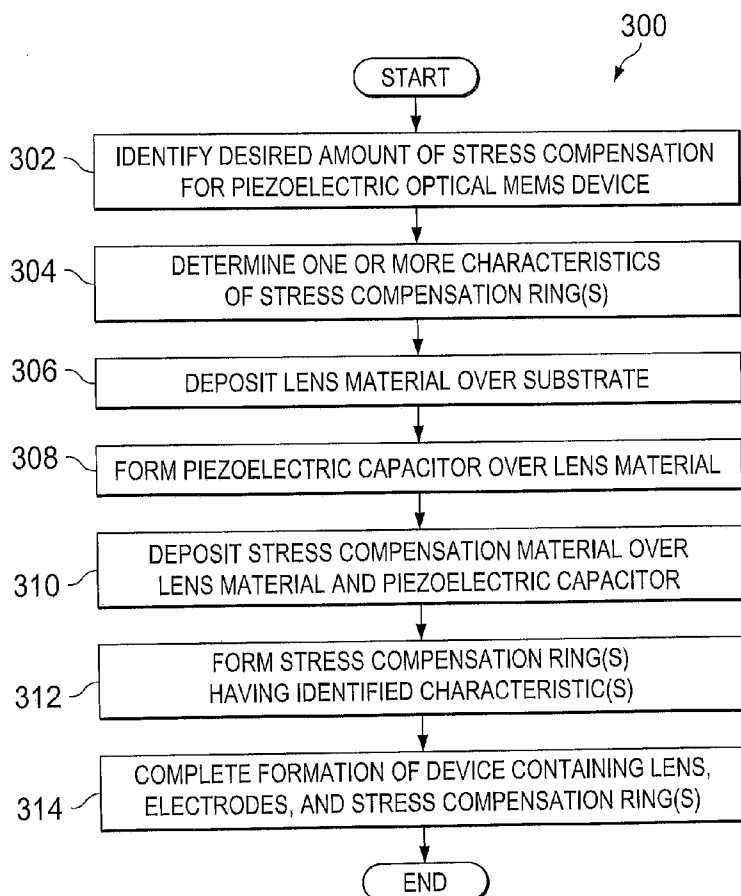 300
START
302
IDENTIFY DESIRED AMOUNT OF STRESS COMPENSATION
FOR PIEZOELECTRIC OPTICAL MEMS DEVICE
304
DETERMINE ONE OR MORE CHARACTERISTICS
OF STRESS COMPENSATION RING(S)
306
DEPOSIT LENS MATERIAL OVER SUBSTRATE
308
FORM PIEZOELECTRIC CAPACITOR OVER LENS MATERIAL
310
DEPOSIT STRESS COMPENSATION MATERIAL OVER
LENS MATERIAL AND PIEZOELECTRIC CAPACITOR
312
FORM STRESS COMPENSATION RING(S)
HAVING IDENTIFIED CHARACTERISTIC(S)
314
COMPLETE FORMATION OF DEVICE CONTAINING LENS,
ELECTRODES, AND STRESS COMPENSATION RING(S)
END